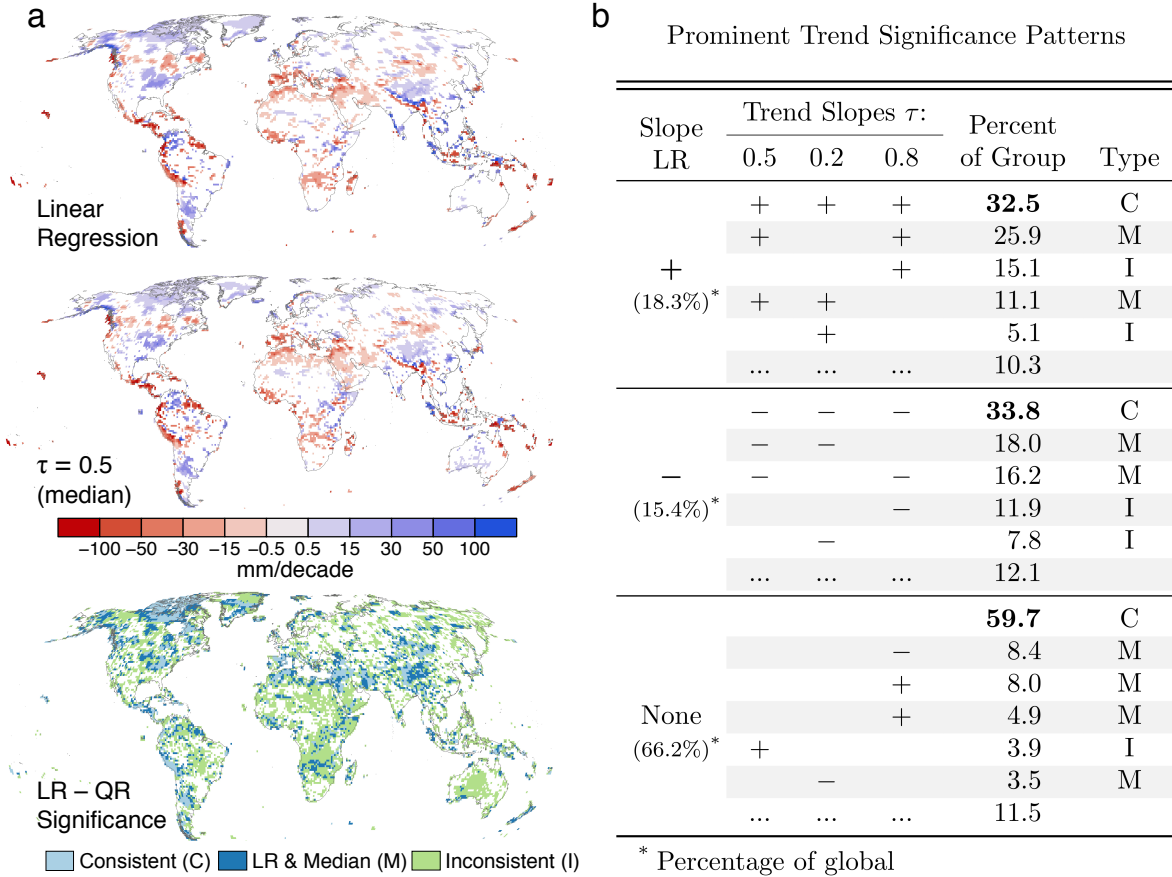 a
Linear
Regression
τ = 0.5
(median)
−100 −50 −30 −15 −0.5 0.5 15 30 50 100
mm/decade
LR – QR
Significance
Consistent (C) LR & Median (M) Inconsistent (I)
b
Prominent Trend Significance Patterns
Slope LR Trend Slopes τ: Percent of Group Type
0.5 0.2 0.8
+ + + 32.5 C
+ + 25.9 M
+ + 15.1 I
(18.3%)* + + 11.1 M
+ 5.1 I
... ... ... 10.3
− − − 33.8 C
− − 18.0 M
− − − 16.2 M
(15.4%)* − 11.9 I
− 7.8 I
... ... ... 12.1
59.7 C
− 8.4 M
+ 8.0 M
None + 4.9 M
(66.2%)* + 3.9 I
− 3.5 M
... ... ... 11.5
* Percentage of global